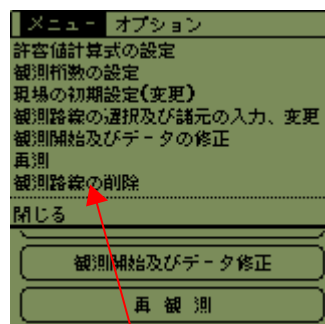 メニュー オプション
許容値計算式の設定
観測桁数の設定
現場の初期設定(変更)
観測路線の選択及び諸元の入力、変更
観測開始及びデータの修正
再測
観測路線の削除
閉じる
観測開始及びデータ修正
再 観 測